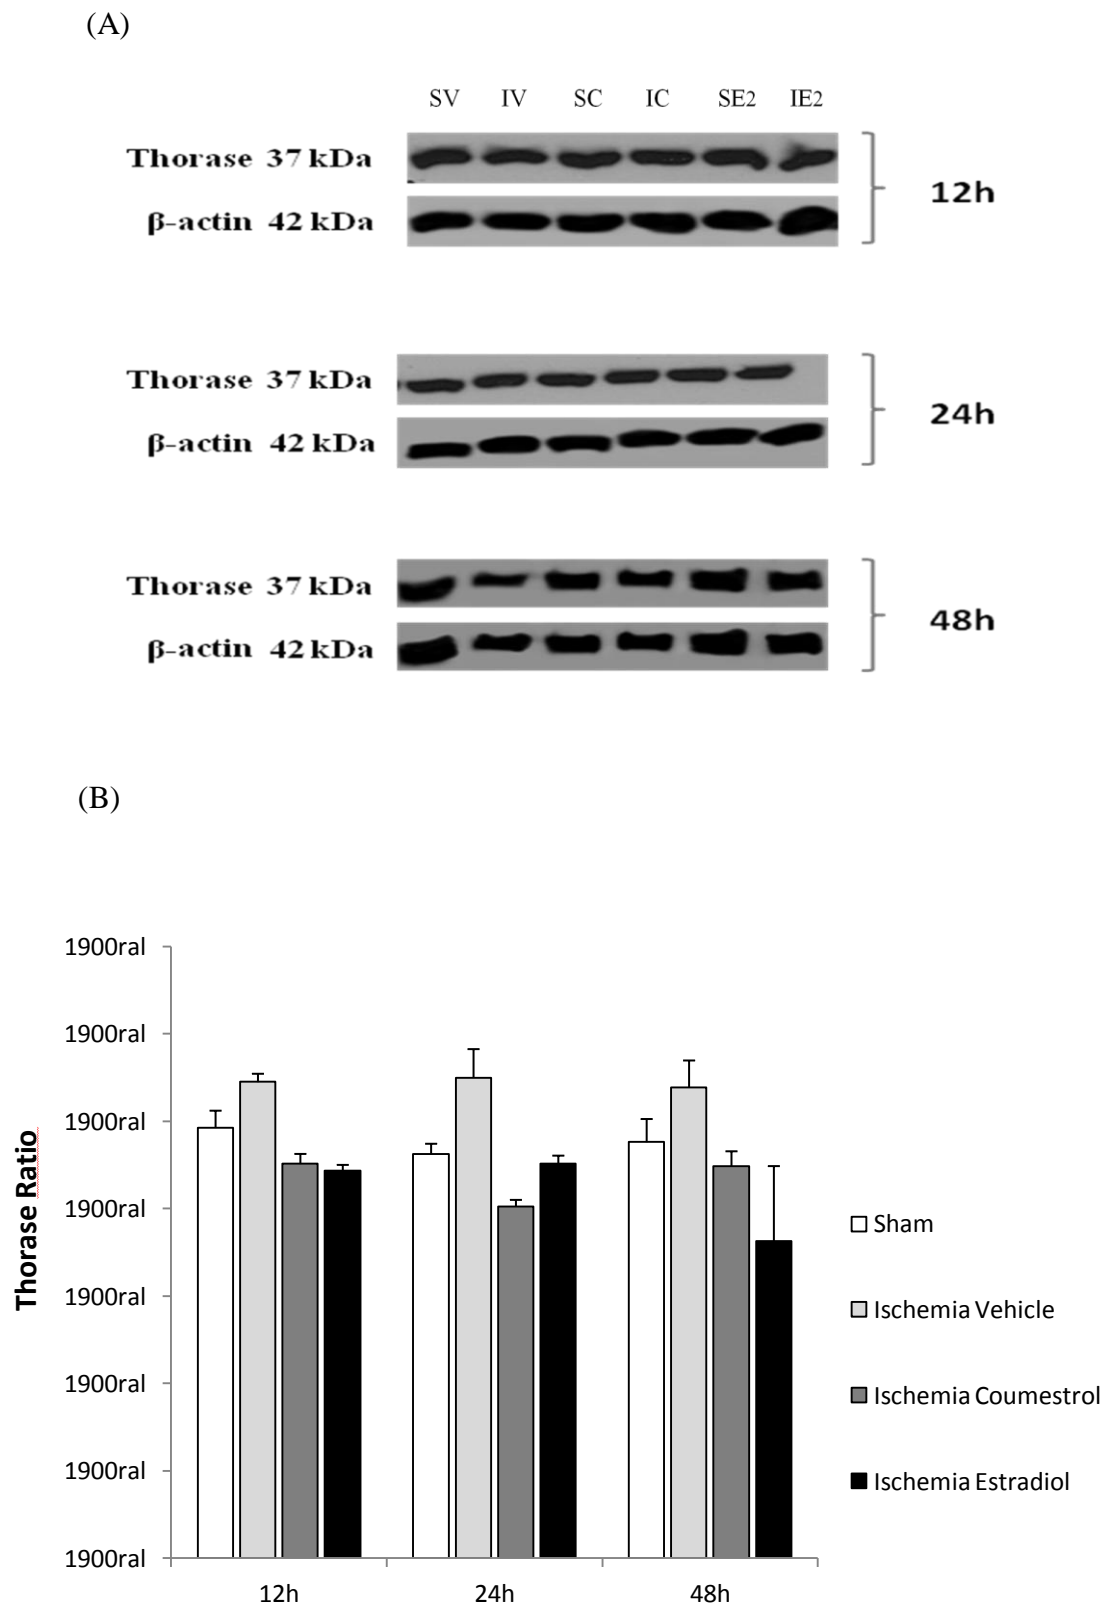 (A)
SV IV SC IC SE2 IE2
Thorase 37 kDa
β-actin 42 kDa
12h
Thorase 37 kDa
β-actin 42 kDa
24h
Thorase 37 kDa
β-actin 42 kDa
48h
(B)
1900ral
1900ral
1900ral
1900ral
1900ral
1900ral
1900ral
1900ral
Thorase Ratio
12h 24h 48h
Sham
Ischemia Vehicle
Ischemia Coumestrol
Ischemia Estradiol